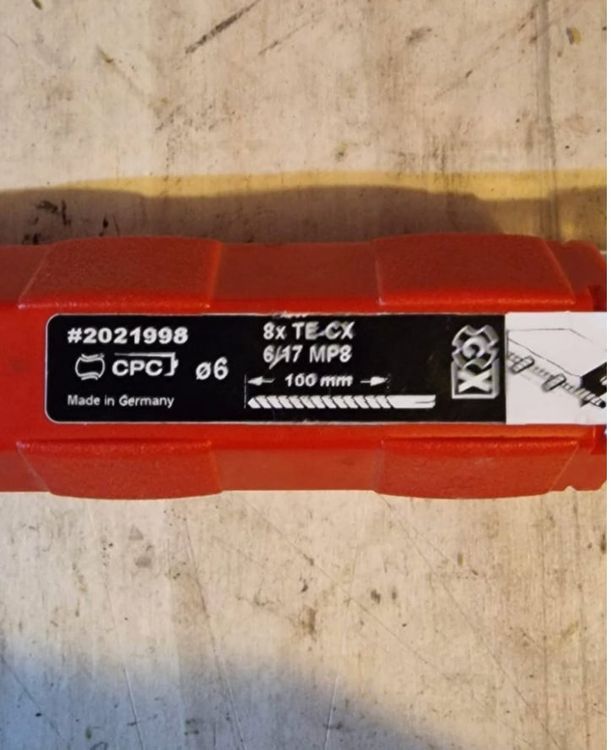 #2021998
CPC
ø6
Made in Germany
8x TE-CX
6/17 MP8
100 mm
CX